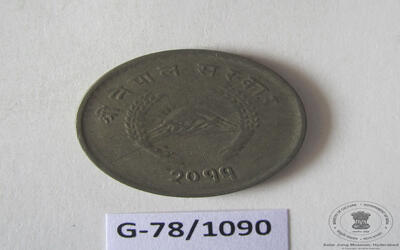 श्री नेपाल सरकार
२०११
G-78/1090
Salar Jung Museum, Hyderabad